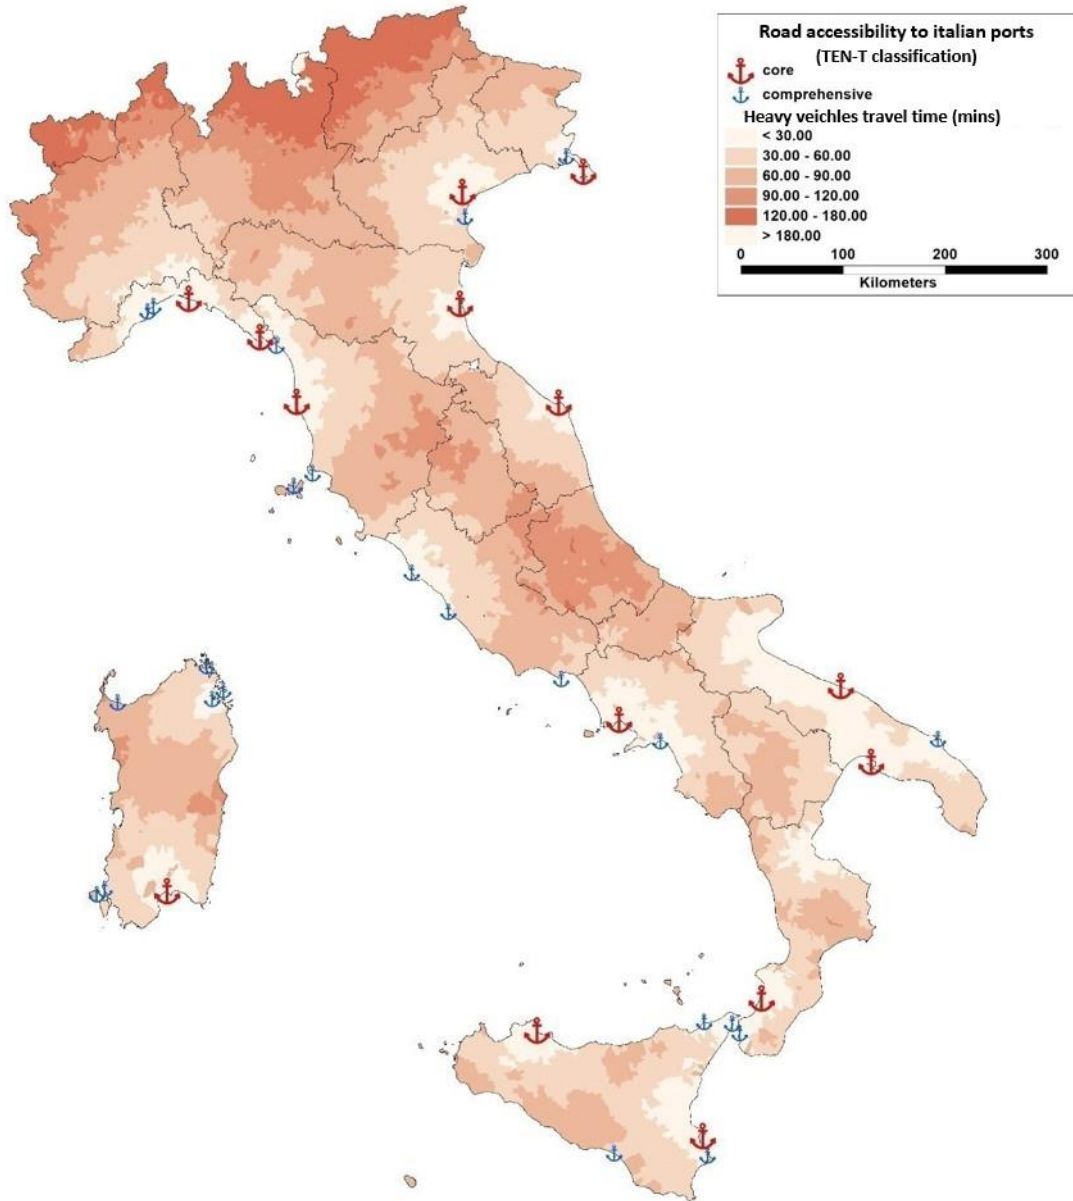 Road accessibility to italian ports
(TEN-T classification)
core
comprehensive
Heavy veichles travel time (mins)
< 30.00
30.00 - 60.00
60.00 - 90.00
90.00 - 120.00
120.00 - 180.00
> 180.00
0 100 200 300
Kilometers